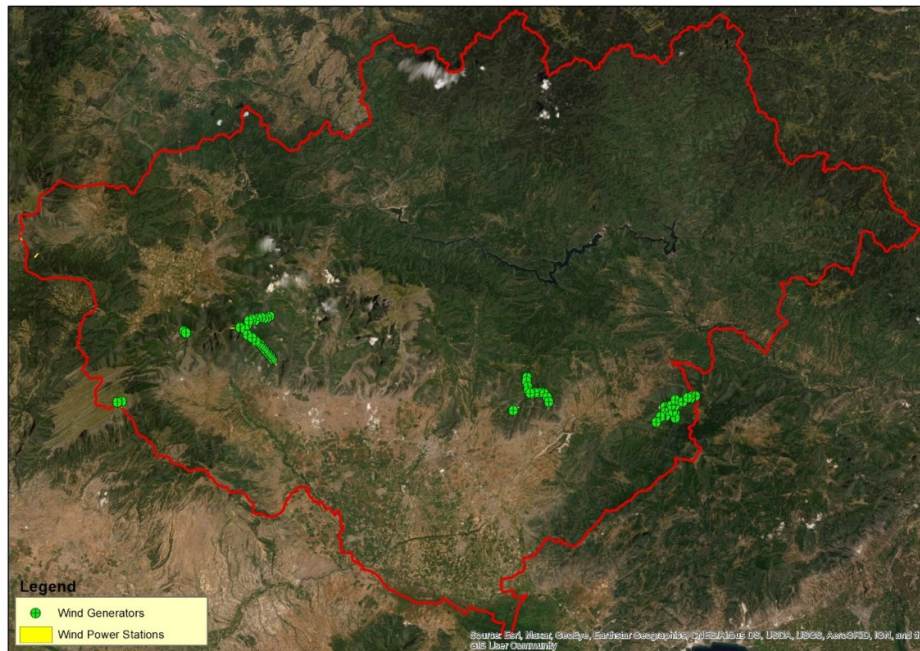 Legend
Wind Generators
Wind Power Stations
Source: Esri, Maxar, GeoEye, Earthstar Geographics, CNES/Airbus DS, USDA, USGS, AeroGRID, IGN, and the
GIS User Community